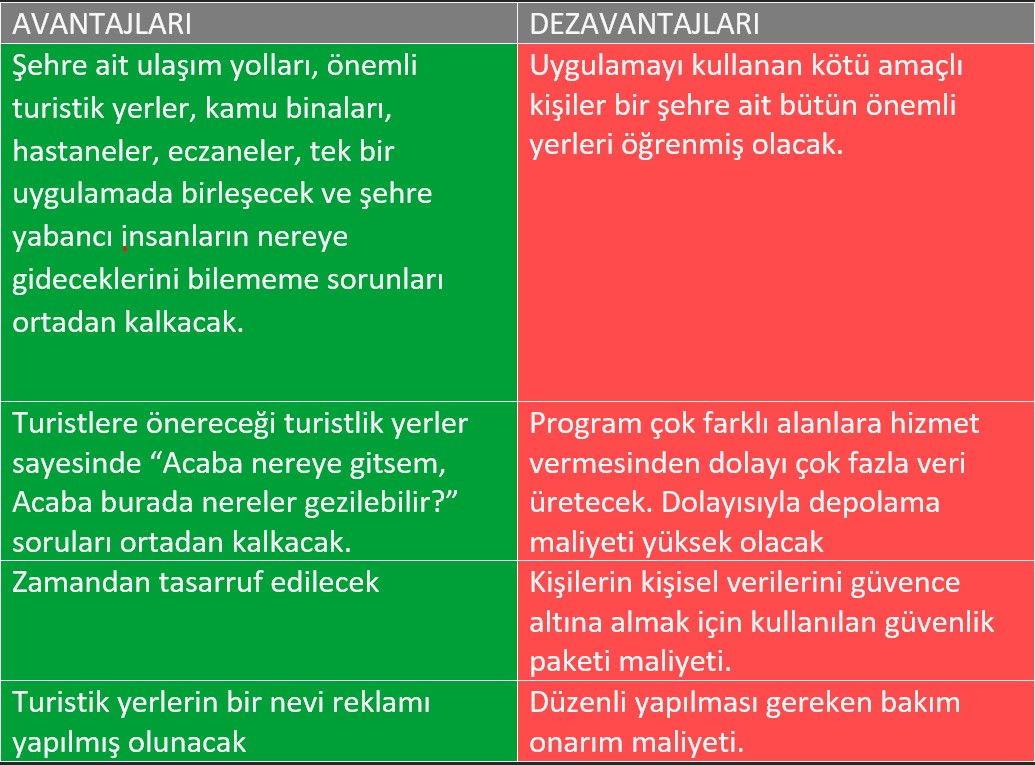 AVANTAJLARI
DEZAVANTAJLARI
Şehre ait ulaşım yolları, önemli
turistik yerler, kamu binaları,
hastaneler, eczaneler, tek bir
uygulamada birleşecek ve şehre
yabancı insanların nereye
gideceklerini bilememe sorunları
ortadan kalkacak.
Uygulamayı kullanan kötü amaçlı
kişiler bir şehre ait bütün önemli
yerleri öğrenmiş olacak.
Turistlere önereceği turistlik yerler
sayesinde “Acaba nereye gitsem,
Acaba burada nereler gezilebilir?”
soruları ortadan kalkacak.
Program çok farklı alanlara hizmet
vermesinden dolayı çok fazla veri
üretecek. Dolayısıyla depolama
maliyeti yüksek olacak
Zamandan tasarruf edilecek
Kişilerin kişisel verilerini güvence
altına almak için kullanılan güvenlik
paketi maliyeti.
Turistik yerlerin bir nevi reklamı
yapılmış olunacak
Düzenli yapılması gereken bakım
onarım maliyeti.